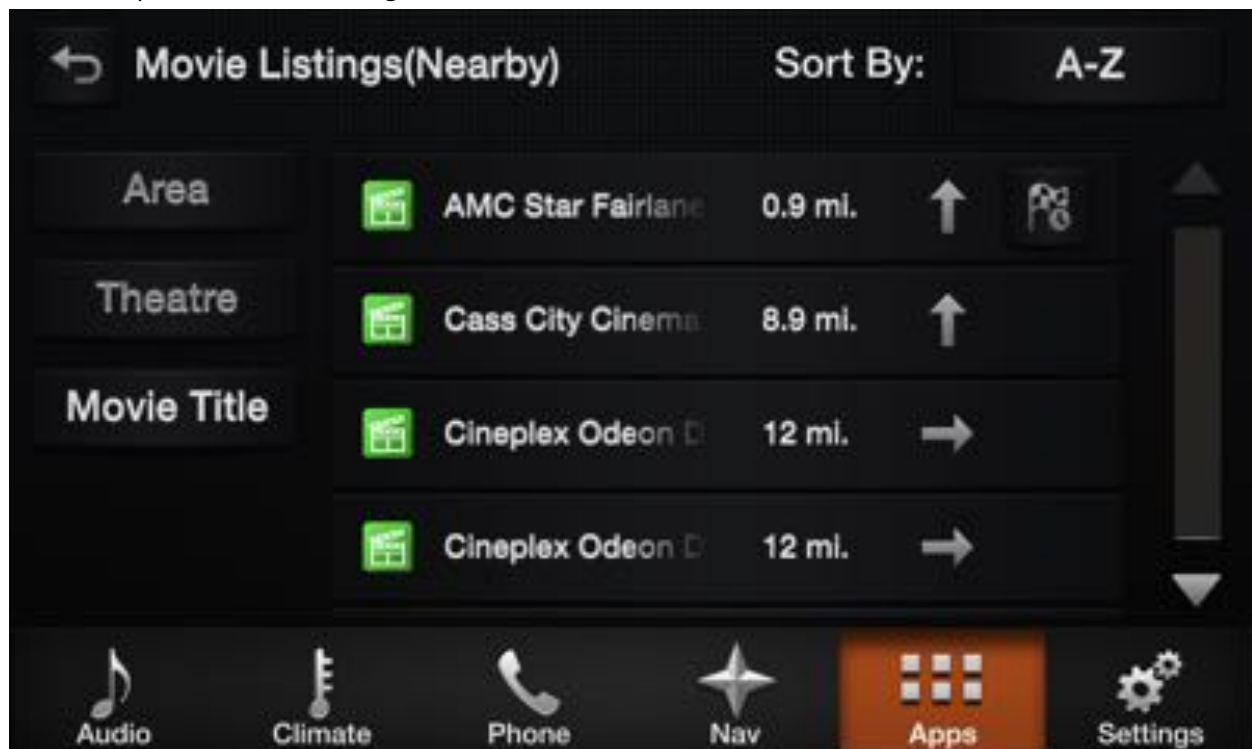 Movie Listings(Nearby)
Sort By:
A-Z
Area
Theatre
Movie Title
AMC Star Fairlane
0.9 mi.
Cass City Cinema
8.9 mi.
Cineplex Odeon D
12 mi.
Cineplex Odeon D
12 mi.
Audio
Climate
Phone
Nav
Apps
Settings